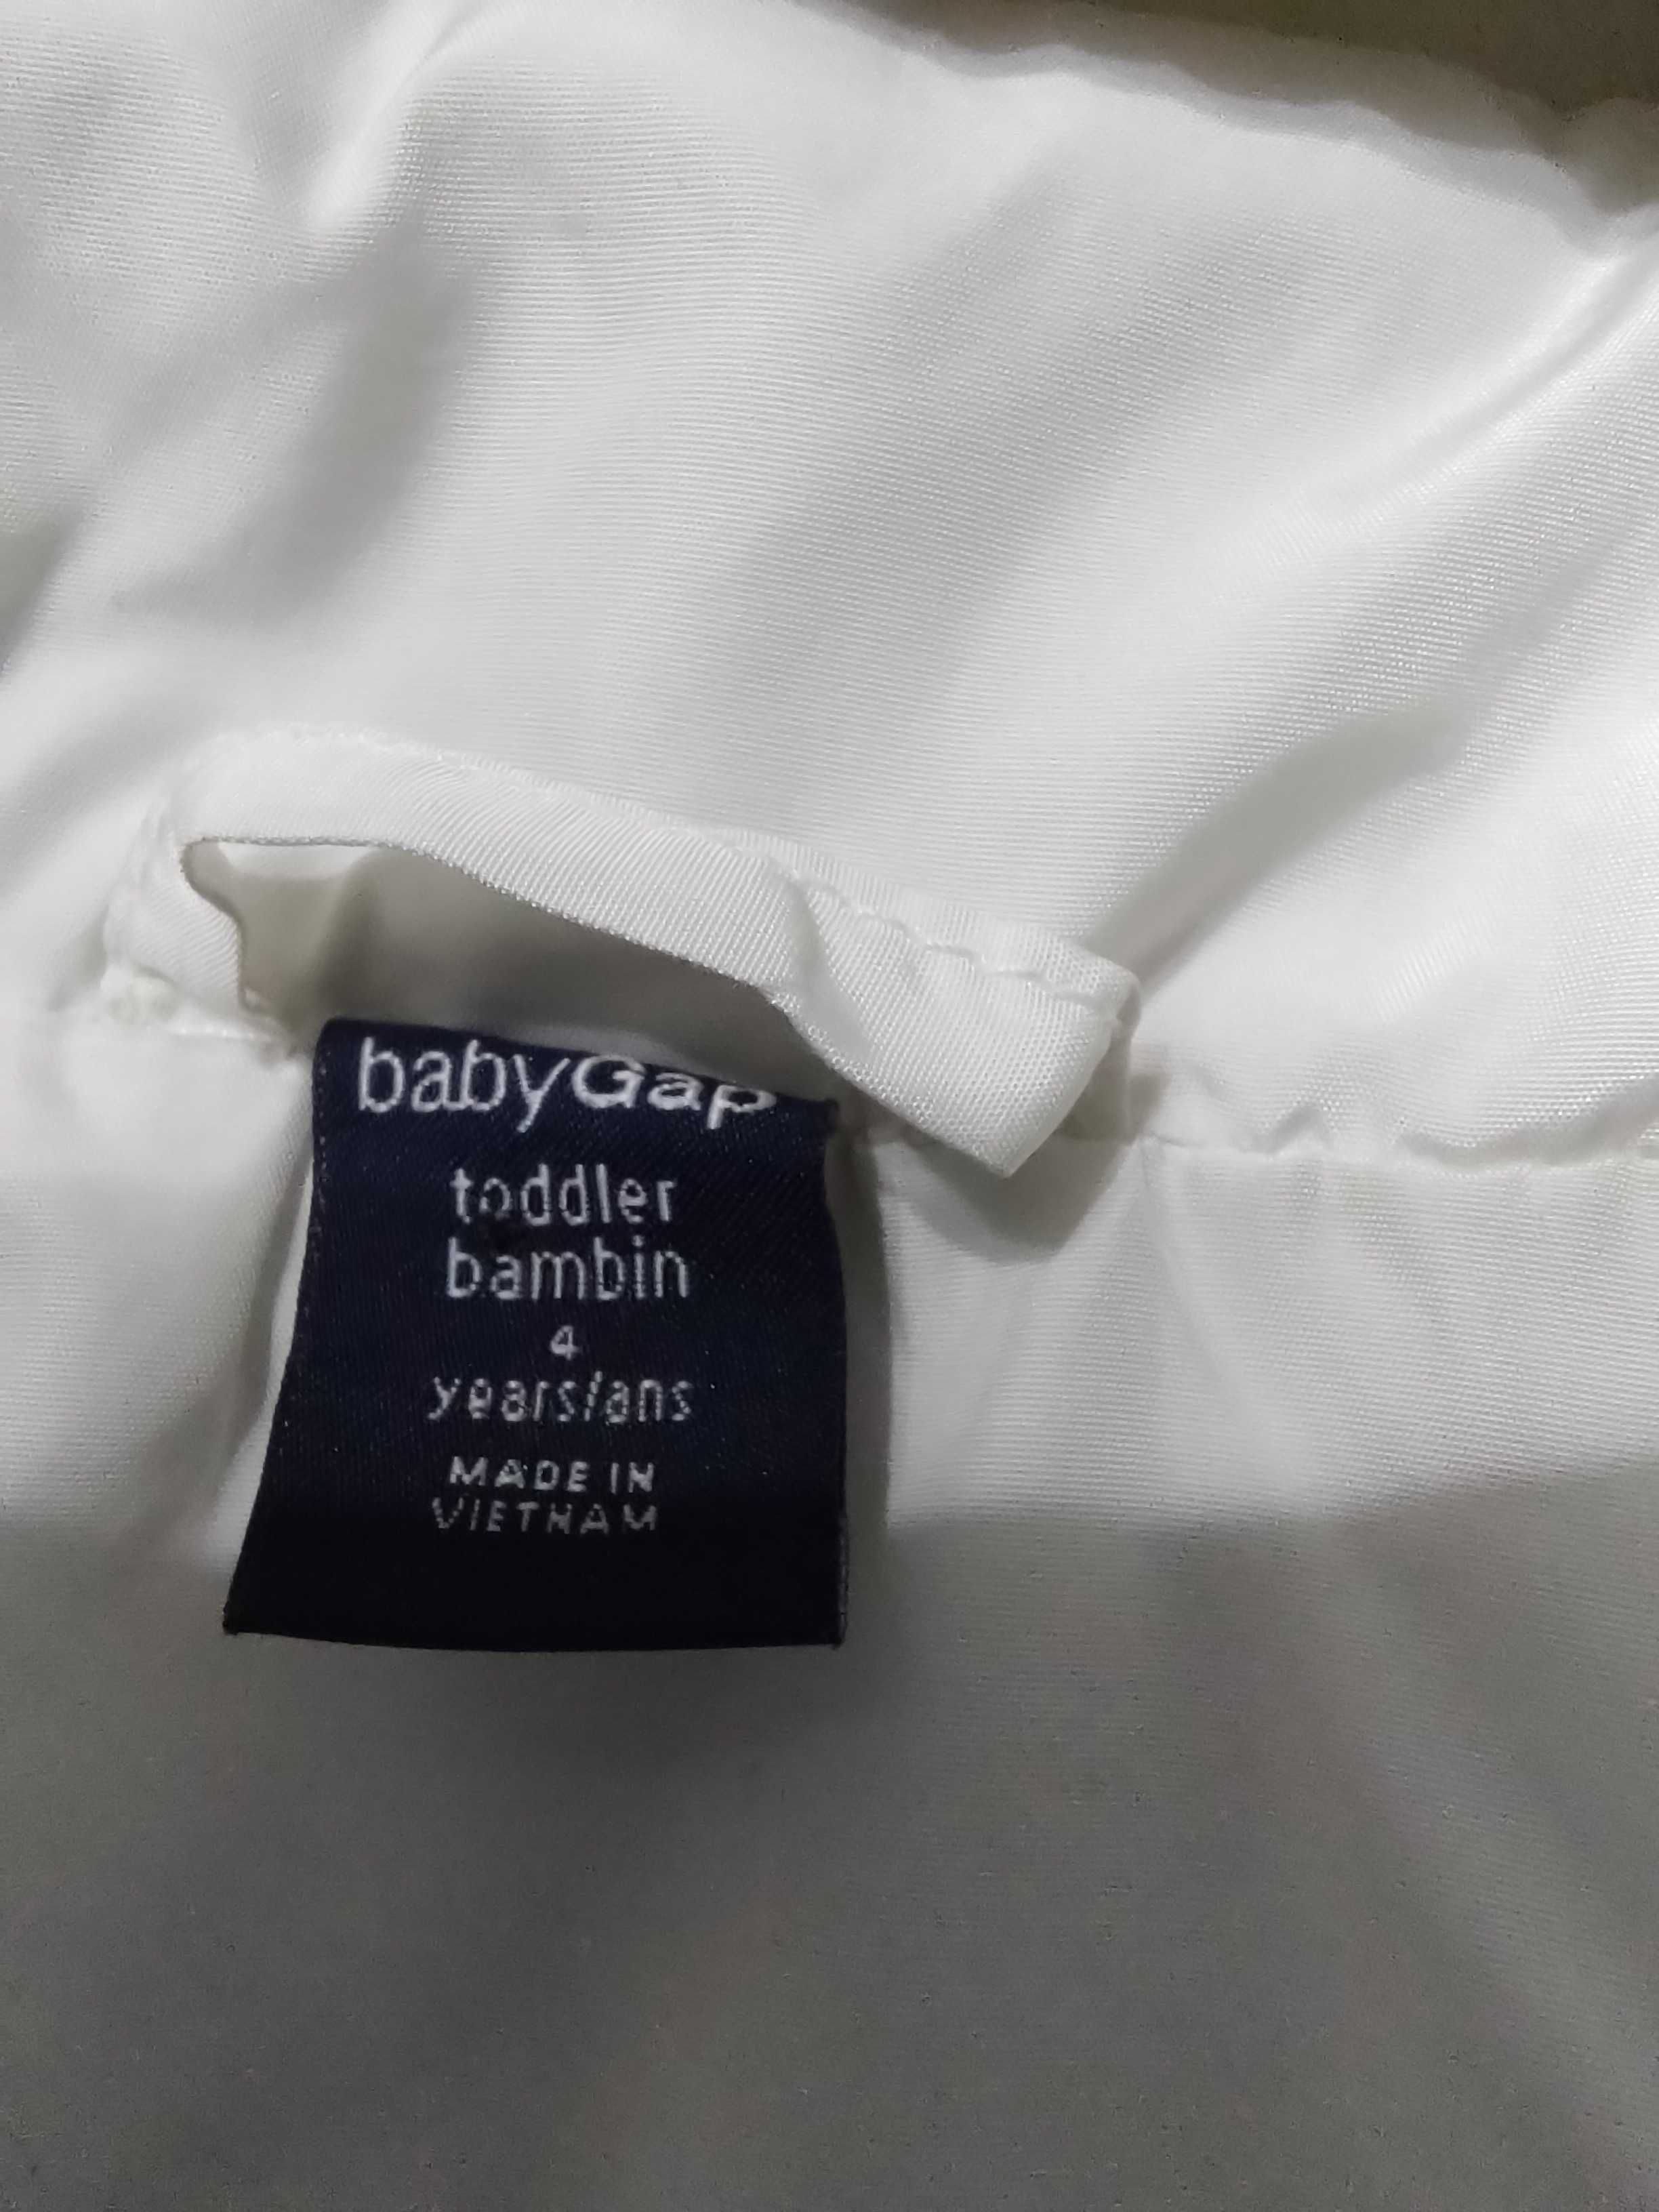 babyGap
toddler
bambin
4
years/ans
MADE IN
VIETNAM